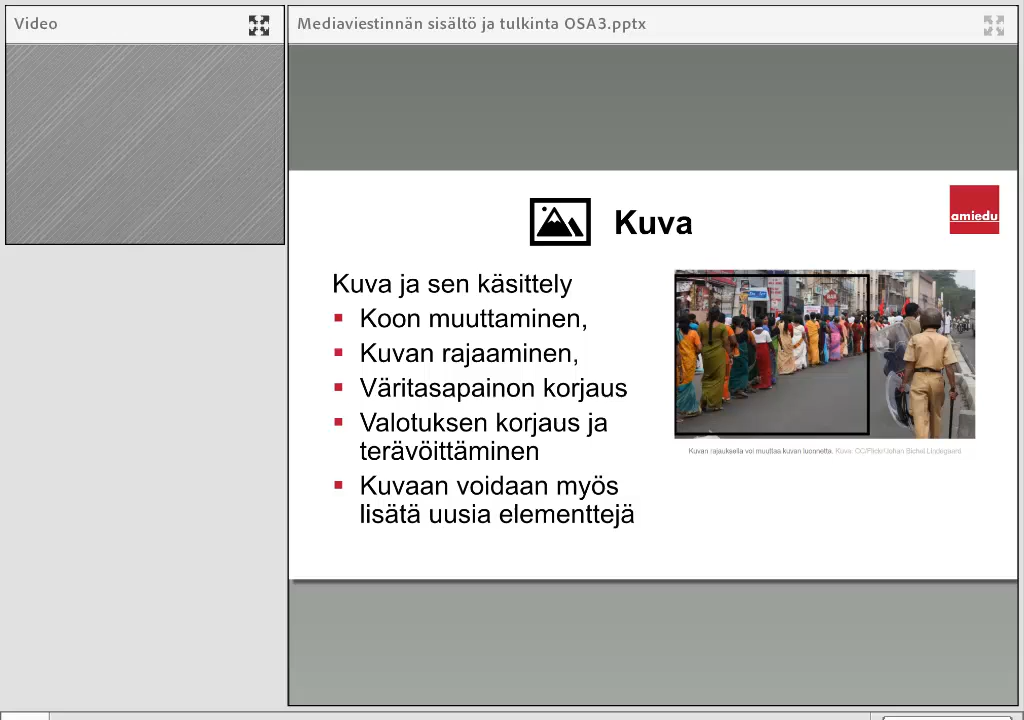 Video
Mediaviestinnän sisältö ja tulkinta OSA3.pptx
Kuva
amiedu
Kuva ja sen käsittely
Koon muuttaminen,
Kuvan rajaaminen,
Väritasapainon korjaus
Valotuksen korjaus ja
terävöittäminen
Kuvaan voidaan myös
lisätä uusia elementtejä
Kuvan rajauksella voi muuttaa kuvan luonnetta. Kuva: CC/Flickr/Johan Bichel Lindegaard